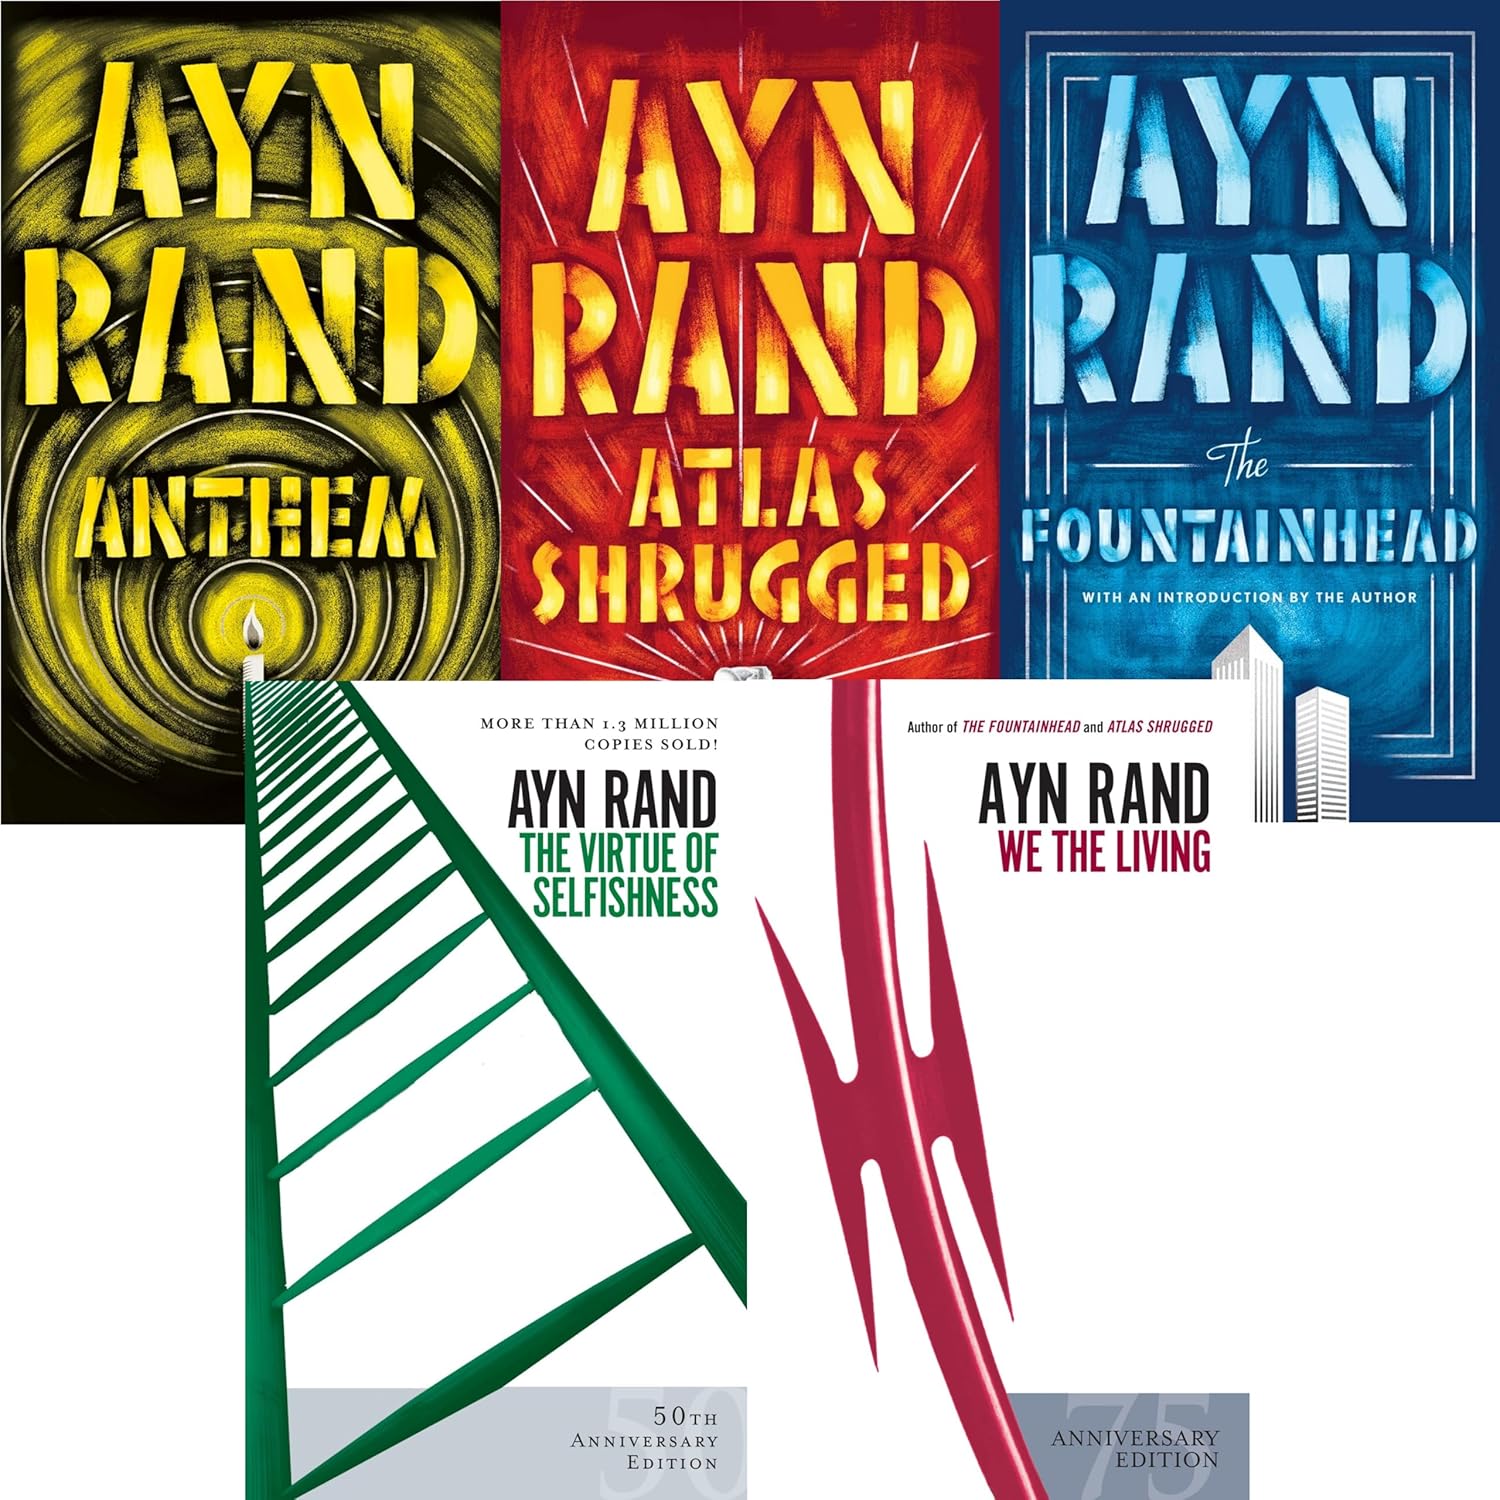 AYN
RAND
ANTHEM
AYN
RAND
ATLAS
SHRUGGED
AYN
RAND
The
FOUNTAINHEAD
WITH AN INTRODUCTION BY THE AUTHOR
MORE THAN 1.3 MILLION
COPIES SOLD!
AYN RAND
THE VIRTUE OF
SELFISHNESS
50
50TH
ANNIVERSARY
EDITION
Author of THE FOUNTAINHEAD and ATLAS SHRUGGED
AYN RAND
WE THE LIVING
75
ANNIVERSARY
EDITION